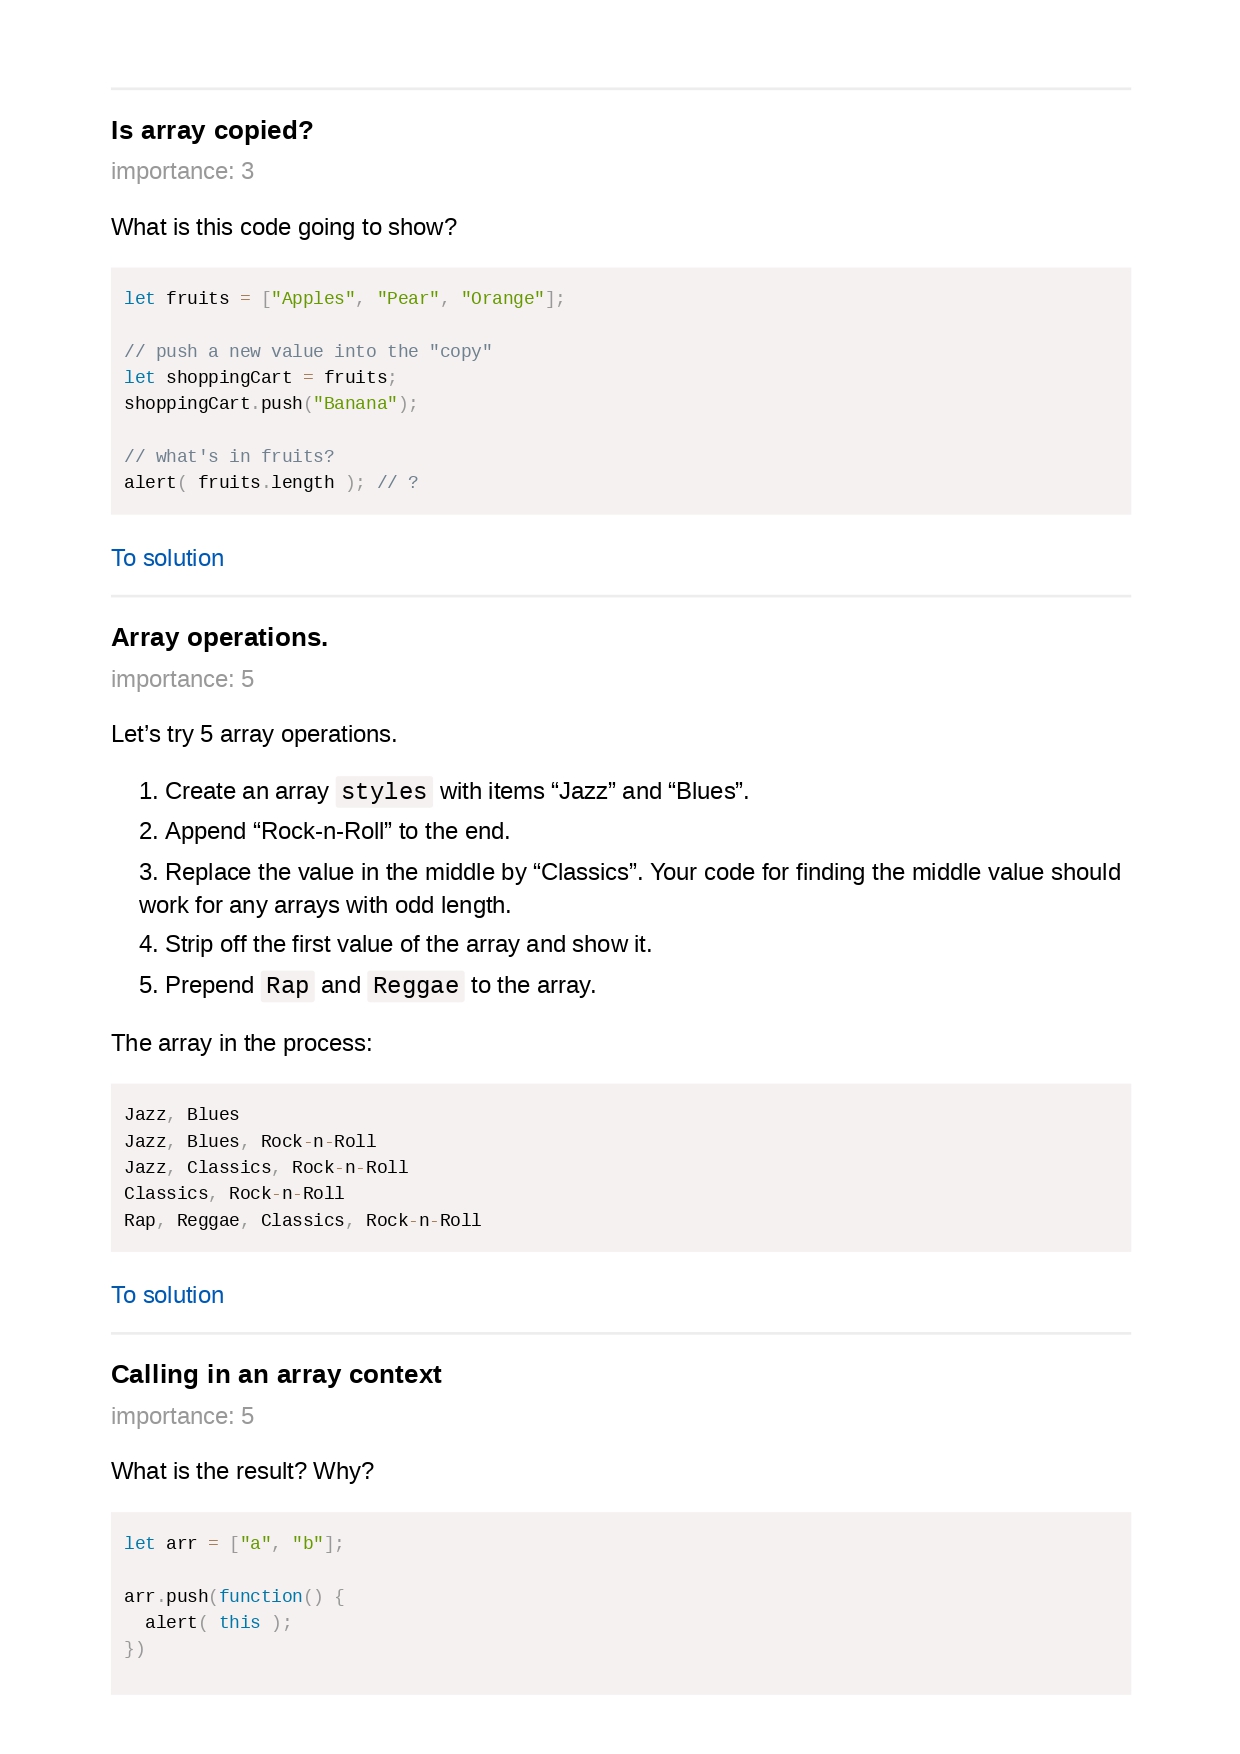 Is array copied?
importance: 3
What is this code going to show?
let fruits = ["Apples", "Pear", "Orange"];
// push a new value into the "copy"
let shoppingCart = fruits;
shoppingCart.push("Banana");
// what's in fruits?
alert( fruits.length ); // ?
To solution
Array operations.
importance: 5
Let’s try 5 array operations.
1. Create an array styles with items “Jazz” and “Blues”.
2. Append “Rock-n-Roll” to the end.
3. Replace the value in the middle by “Classics”. Your code for finding the middle value should
work for any arrays with odd length.
4. Strip off the first value of the array and show it.
5. Prepend Rap and Reggae to the array.
The array in the process:
Jazz, Blues
Jazz, Blues, Rock-n-Roll
Jazz, Classics, Rock-n-Roll
Classics, Rock-n-Roll
Rap, Reggae, Classics, Rock-n-Roll
To solution
Calling in an array context
importance: 5
What is the result? Why?
let arr = ["a", "b"];
arr.push(function() {
  alert( this );
})